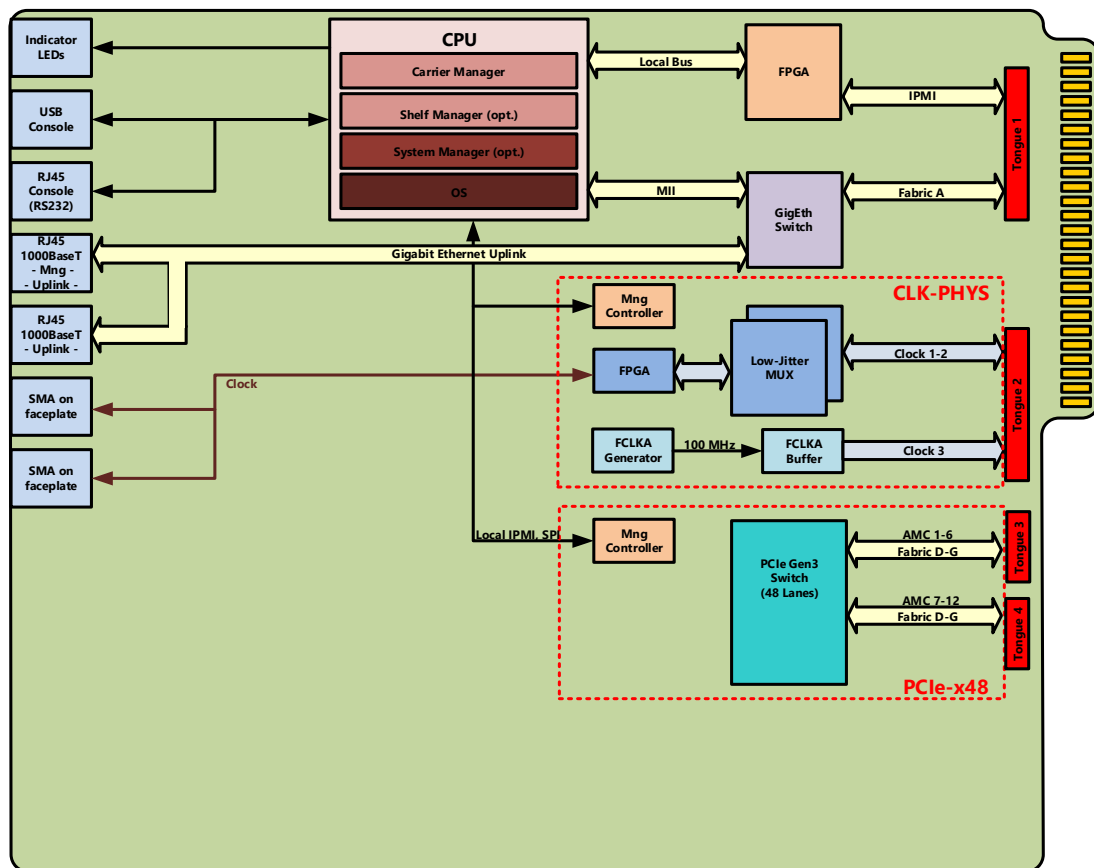 Indicator
LEDs
USB
Console
RJ45
Console
(RS232)
RJ45
1000BaseT
- Mng -
- Uplink -
RJ45
1000BaseT
- Uplink -
SMA on
faceplate
SMA on
faceplate
CPU
Carrier Manager
Shelf Manager (opt.)
System Manager (opt.)
OS
Local Bus
FPGA
IPMI
Tongue 1
MII
GigEth
Switch
Fabric A
Gigabit Ethernet Uplink
CLK-PHYS
Mng
Controller
Clock
FPGA
Low-Jitter
MUX
Clock 1-2
Tongue 2
FCLKA
Generator
100 MHz
FCLKA
Buffer
Clock 3
Local IPMI, SPI
Mng
Controller
PCIe Gen3
Switch
(48 Lanes)
AMC 1-6
Fabric D-G
Tongue 3
AMC 7-12
Fabric D-G
Tongue 4
PCIe-x48